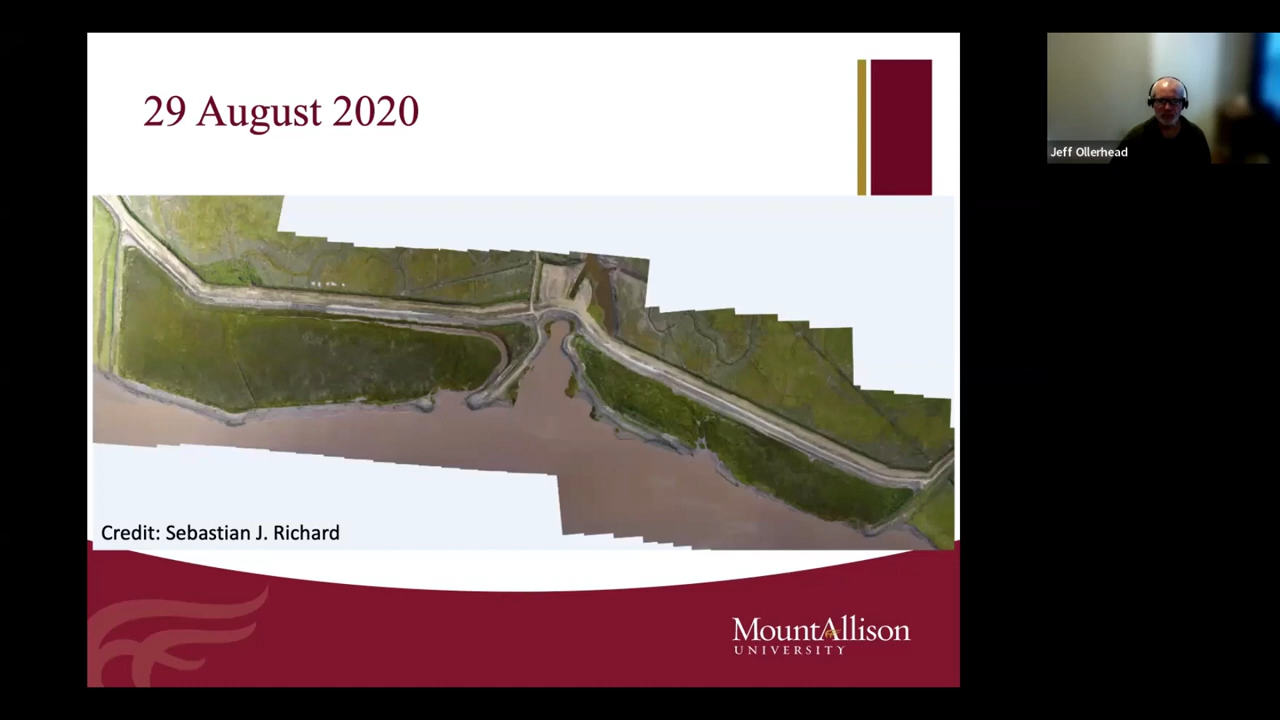 29 August 2020
Jeff Ollerhead
Credit: Sebastian J. Richard
MountAllison
UNIVERSITY